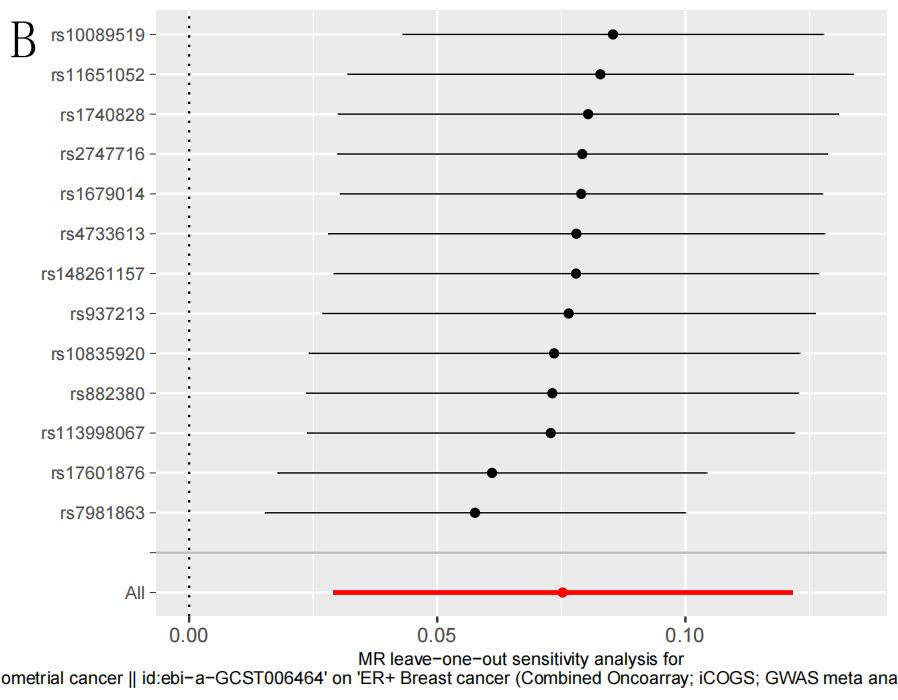 B
rs10089519
rs11651052
rs1740828
rs2747716
rs1679014
rs4733613
rs148261157
rs937213
rs10835920
rs882380
rs113998067
rs17601876
rs7981863
All
0.00 0.05 0.10
MR leave−one−out sensitivity analysis for
ometrial cancer || id:ebi−a−GCST006464' on 'ER+ Breast cancer (Combined Oncoarray; iCOGS; GWAS meta ana